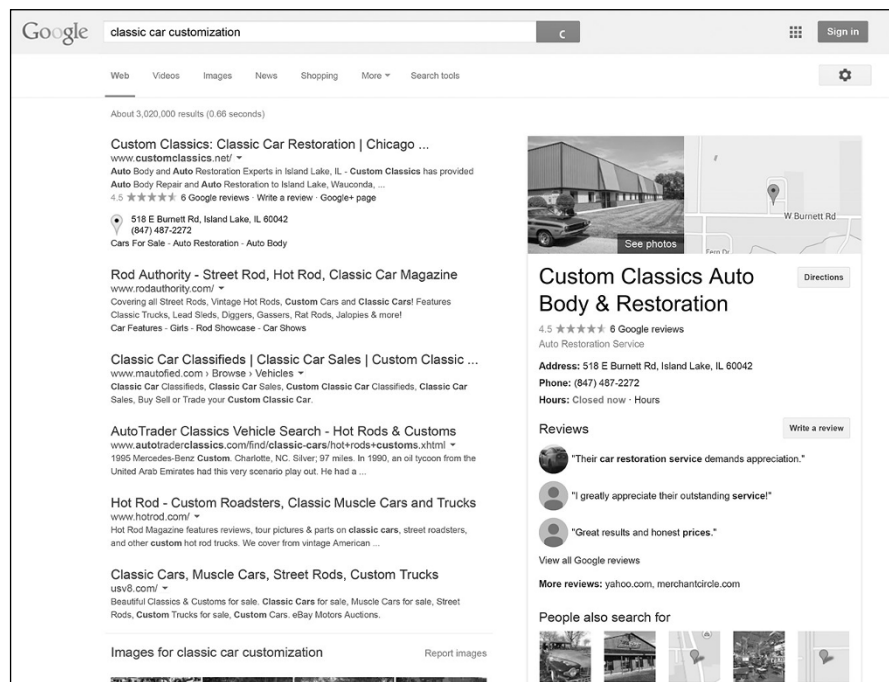 Google
classic car customization
Sign in
Web Videos Images News Shopping More Search tools
About 3,020,000 results (0.66 seconds)
Custom Classics: Classic Car Restoration | Chicago ...
www.customclassics.net/
Auto Body and Auto Restoration Experts in Island Lake, IL - Custom Classics has provided
Auto Body Repair and Auto Restoration to Island Lake, Wauconda, ...
4.5 6 Google reviews · Write a review · Google+ page
518 E Burnett Rd, Island Lake, IL 60042
(847) 487-2272
Cars For Sale - Auto Restoration - Auto Body
Rod Authority - Street Rod, Hot Rod, Classic Car Magazine
www.rodauthority.com/
Covering all Street Rods, Vintage Hot Rods, Custom Cars and Classic Cars! Features
Classic Trucks, Lead Sleds, Diggers, Gassers, Rat Rods, Jalopies & more!
Car Features - Girls - Rod Showcase - Car Shows
Classic Car Classifieds | Classic Car Sales | Custom Classic ...
www.mautofied.com › Browse › Vehicles
Classic Car Classifieds, Classic Car Sales, Custom Classic Car Classifieds, Classic Car
Sales, Buy Sell or Trade your Custom Classic Car.
AutoTrader Classics Vehicle Search - Hot Rods & Customs
www.autotraderclassics.com/find/classic-cars/hot+rods+customs.xhtml
1995 Mercedes-Benz Custom. Charlotte, NC. Silver; 97 miles. In 1990, an oil tycoon from the
United Arab Emirates had this very scenario play out. He had a ...
Hot Rod - Custom Roadsters, Classic Muscle Cars and Trucks
www.hotrod.com/
Hot Rod Magazine features reviews, tour pictures & parts on classic cars, street roadsters,
and other custom hot rod trucks. We cover from vintage American ...
Classic Cars, Muscle Cars, Street Rods, Custom Trucks
usv8.com/
Beautiful Classics & Customs for sale. Classic Cars for sale, Muscle Cars for sale, Street
Rods, Custom Trucks for sale, Custom Cars. eBay Motors Auctions.
Images for classic car customization Report images
See photos
W Burnett Rd
Fern Dr
Custom Classics Auto
Body & Restoration
Directions
4.5 6 Google reviews
Auto Restoration Service
Address: 518 E Burnett Rd, Island Lake, IL 60042
Phone: (847) 487-2272
Hours: Closed now · Hours
Reviews
Write a review
"Their car restoration service demands appreciation."
"I greatly appreciate their outstanding service!"
"Great results and honest prices."
View all Google reviews
More reviews: yahoo.com, merchantcircle.com
People also search for